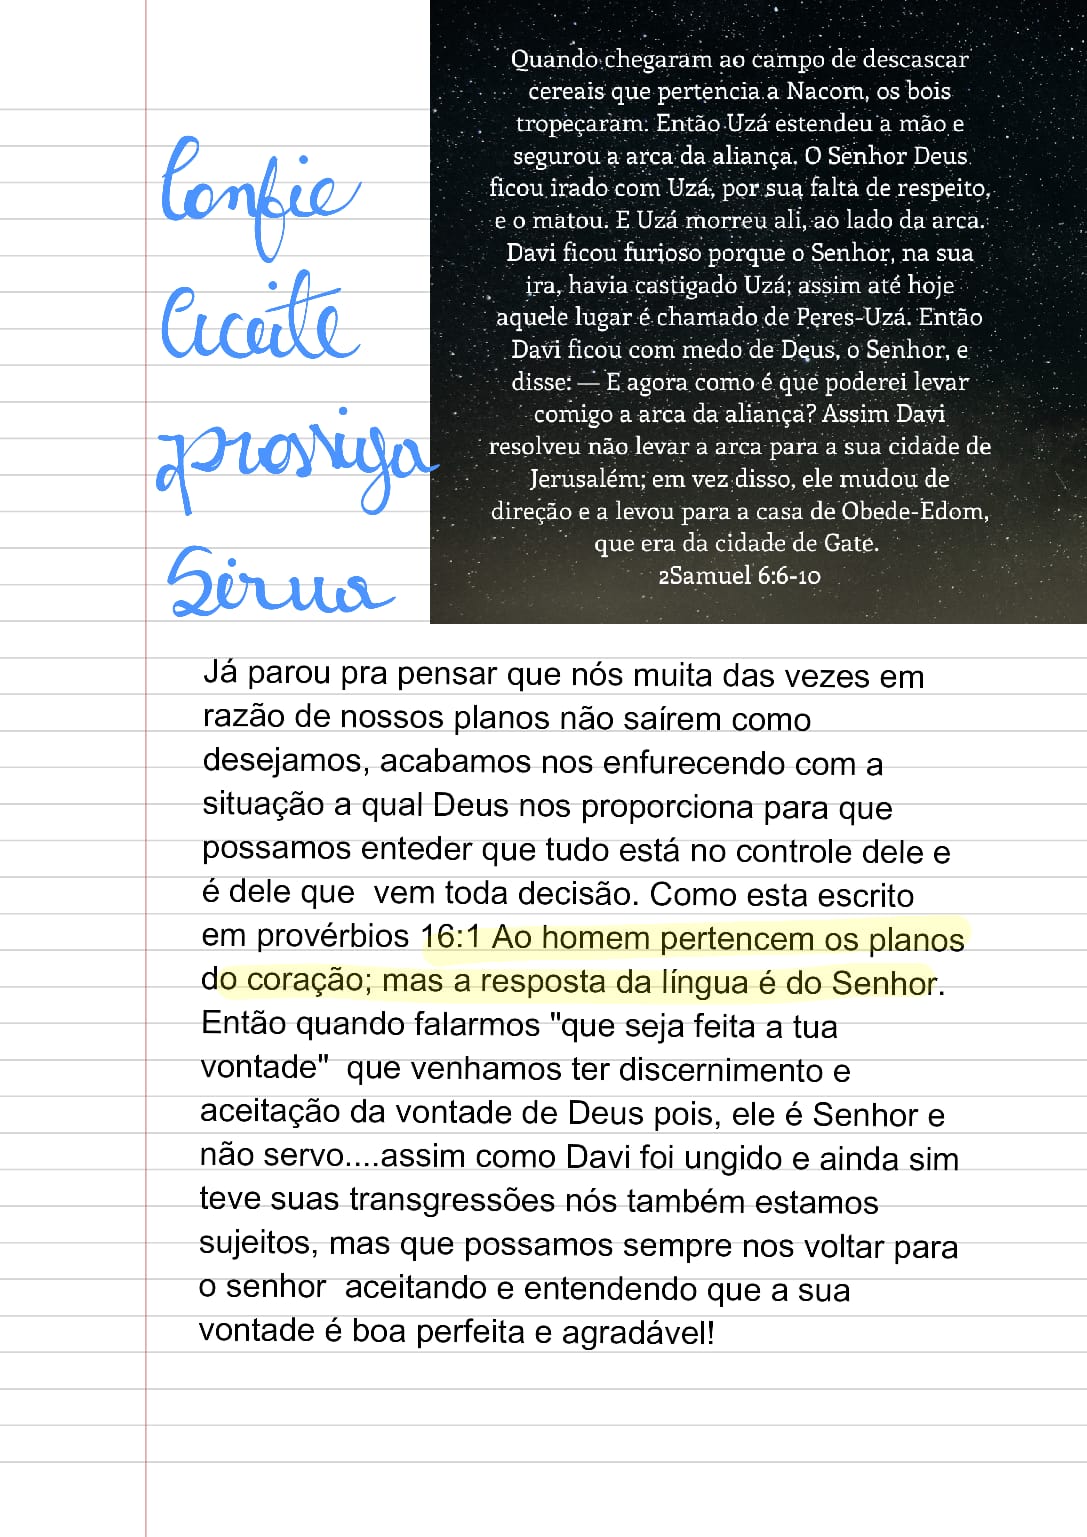 Confie
Aceite
prossiga
Sirva
Quando chegaram ao campo de descascar
cereais que pertencia a Nacom, os bois
tropeçaram. Então Uzá estendeu a mão e
segurou a arca da aliança. O Senhor Deus
ficou irado com Uzá, por sua falta de respeito,
e o matou. E Uzá morreu ali, ao lado da arca.
Davi ficou furioso porque o Senhor, na sua
ira, havia castigado Uzá; assim até hoje
aquele lugar é chamado de Peres-Uzá. Então
Davi ficou com medo de Deus, o Senhor, e
disse: — E agora como é que poderei levar
comigo a arca da aliança? Assim Davi
resolveu não levar a arca para a sua cidade de
Jerusalém; em vez disso, ele mudou de
direção e a levou para a casa de Obede-Edom,
que era da cidade de Gate.
2Samuel 6:6-10
Já parou pra pensar que nós muita das vezes em
razão de nossos planos não saírem como
desejamos, acabamos nos enfurecendo com a
situação a qual Deus nos proporciona para que
possamos enteder que tudo está no controle dele e
é dele que vem toda decisão. Como esta escrito
em provérbios 16:1 Ao homem pertencem os planos
do coração; mas a resposta da língua é do Senhor.
Então quando falarmos "que seja feita a tua
vontade" que venhamos ter discernimento e
aceitação da vontade de Deus pois, ele é Senhor e
não servo....assim como Davi foi ungido e ainda sim
teve suas transgressões nós também estamos
sujeitos, mas que possamos sempre nos voltar para
o senhor aceitando e entendendo que a sua
vontade é boa perfeita e agradável!